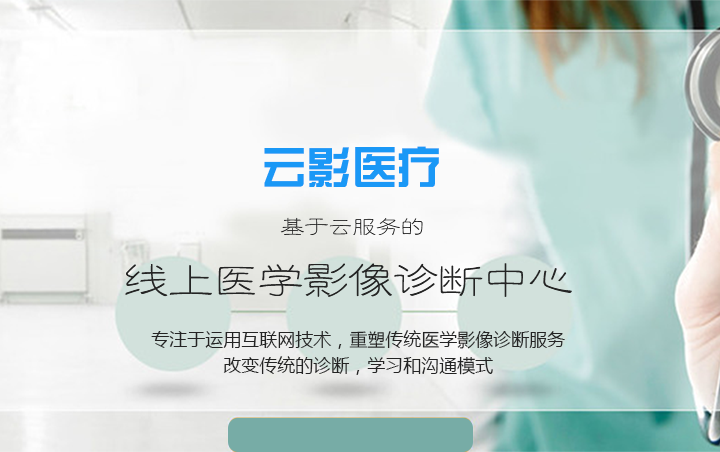 云影医疗
基于云服务的
线上医学影像诊断中心
专注于运用互联网技术，重塑传统医学影像诊断服务
改变传统的诊断，学习和沟通模式